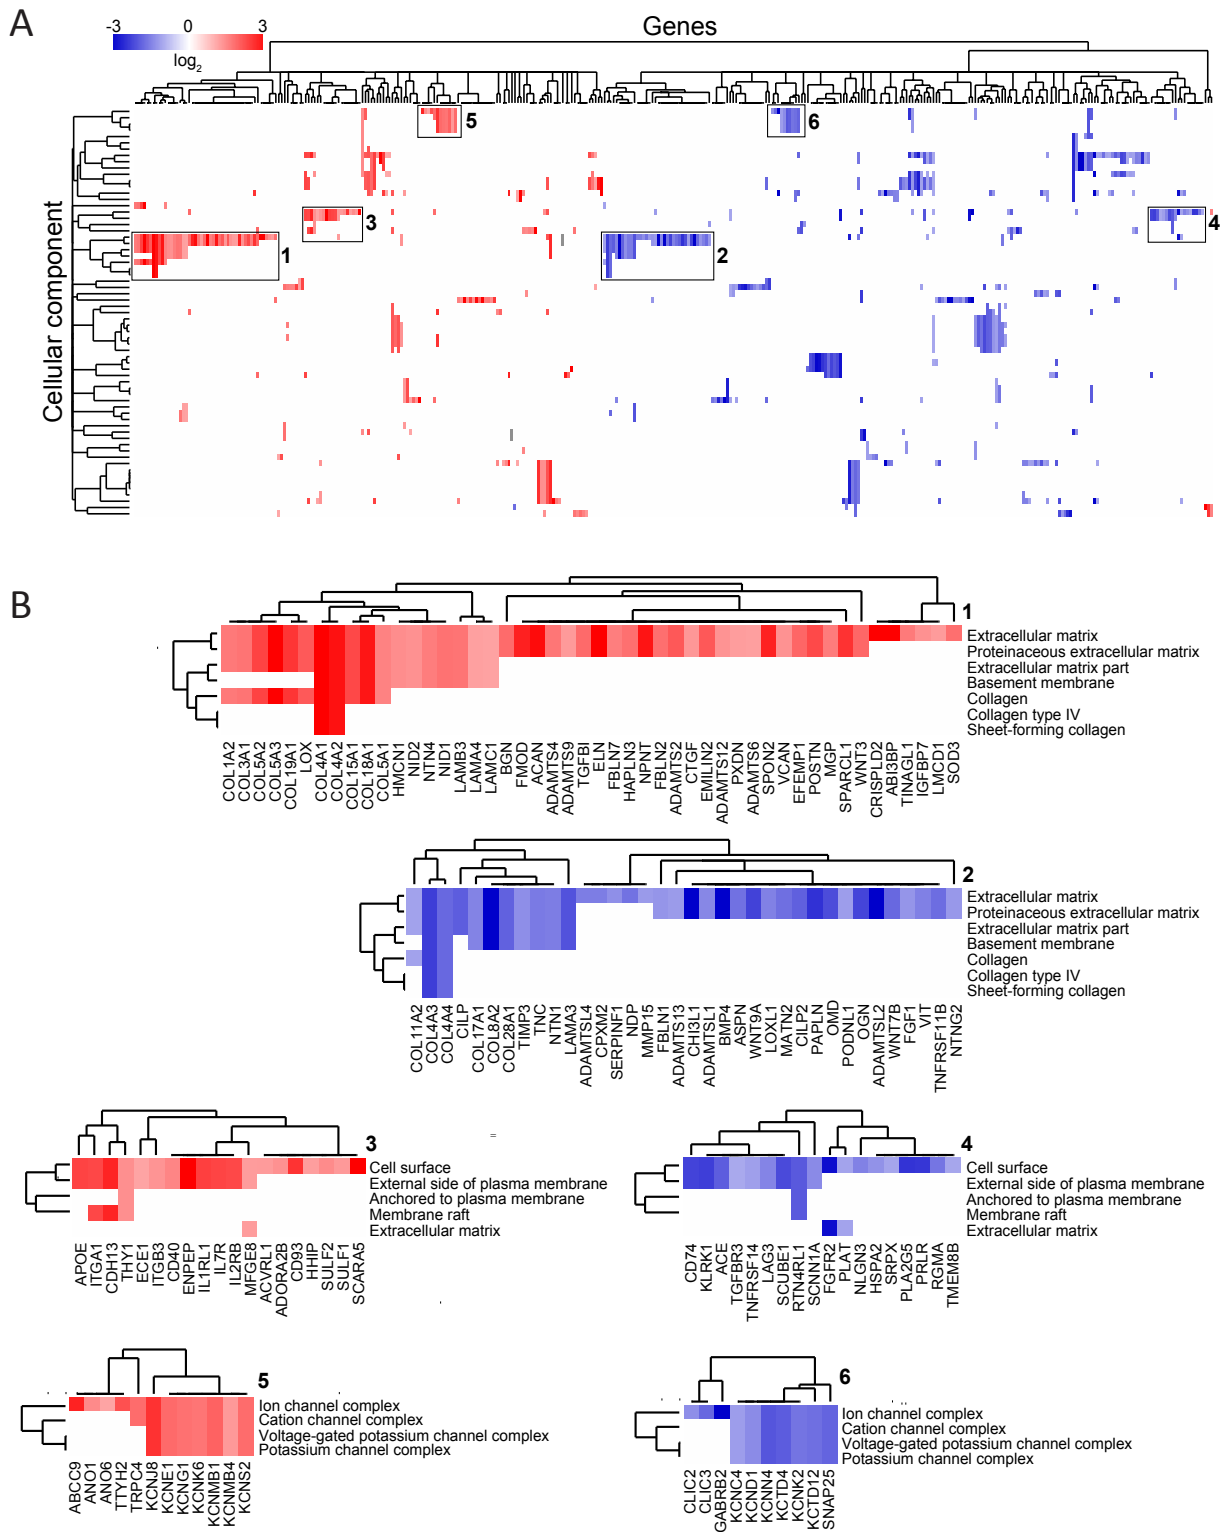 A
-3 0 3
log2
Genes
Cellular component
5
6
3
4
1
2
B
1
Extracellular matrix
Proteinaceous extracellular matrix
Extracellular matrix part
Basement membrane
Collagen
Collagen type IV
Sheet-forming collagen
COL1A2
COL3A1
COL5A2
COL5A3
COL19A1
LOX
COL4A1
COL4A2
COL15A1
COL18A1
COL5A1
HMCN1
NID2
NTN4
NID1
LAMB3
LAMA4
LAMC1
BGN
FMOD
ACAN
ADAMTS4
ADAMTS9
TGFBI
ELN
FBLN7
HAPLN3
NPNT
FBLN2
ADAMTS2
CTGF
EMILIN2
ADAMTS12
PXDN
ADAMTS6
SPON2
VCAN
EFEMP1
POSTN
MGP
SPARCL1
WNT3
CRISPLD2
ABI3BP
TINAGL1
IGFBP7
LMCD1
SOD3
2
Extracellular matrix
Proteinaceous extracellular matrix
Extracellular matrix part
Basement membrane
Collagen
Collagen type IV
Sheet-forming collagen
COL11A2
COL4A3
COL4A4
CILP
COL17A1
COL8A2
COL28A1
TIMP3
TNC
NTN1
LAMA3
ADAMTSL4
CPXM2
SERPINF1
NDP
MMP15
FBLN1
ADAMTS13
CHI3L1
ADAMTSL1
BMP4
ASPN
WNT9A
LOXL1
MATN2
CILP2
PAPLN
OMD
PODNL1
OGN
ADAMTSL2
WNT7B
FGF1
VIT
TNFRSF11B
NTNG2
3
Cell surface
External side of plasma membrane
Anchored to plasma membrane
Membrane raft
Extracellular matrix
APOE
ITGA1
CDH13
THY1
ECE1
ITGB3
CD40
ENPEP
IL1RL1
IL7R
IL2RB
MFGE8
ACVRL1
ADORA2B
CD93
HHIP
SULF2
SULF1
SCARA5
4
Cell surface
External side of plasma membrane
Anchored to plasma membrane
Membrane raft
Extracellular matrix
CD74
KLRK1
ACE
TGFBR3
TNFRSF14
LAG3
SCUBE1
RTN4RL1
SCNN1A
FGFR2
PLAT
NLGN3
HSPA2
SRPX
PLA2G5
PRLR
RGMA
TMEM8B
5
Ion channel complex
Cation channel complex
Voltage-gated potassium channel complex
Potassium channel complex
ABCC9
ANO1
ANO6
TTYH2
TRPC4
KCNJ8
KCNE1
KCNG1
KCNK6
KCNMB1
KCNMB4
KCNS2
6
Ion channel complex
Cation channel complex
Voltage-gated potassium channel complex
Potassium channel complex
CLIC2
CLIC3
GABRB2
KCNC4
KCND1
KCNN4
KCTD4
KCNK2
KCTD12
SNAP25